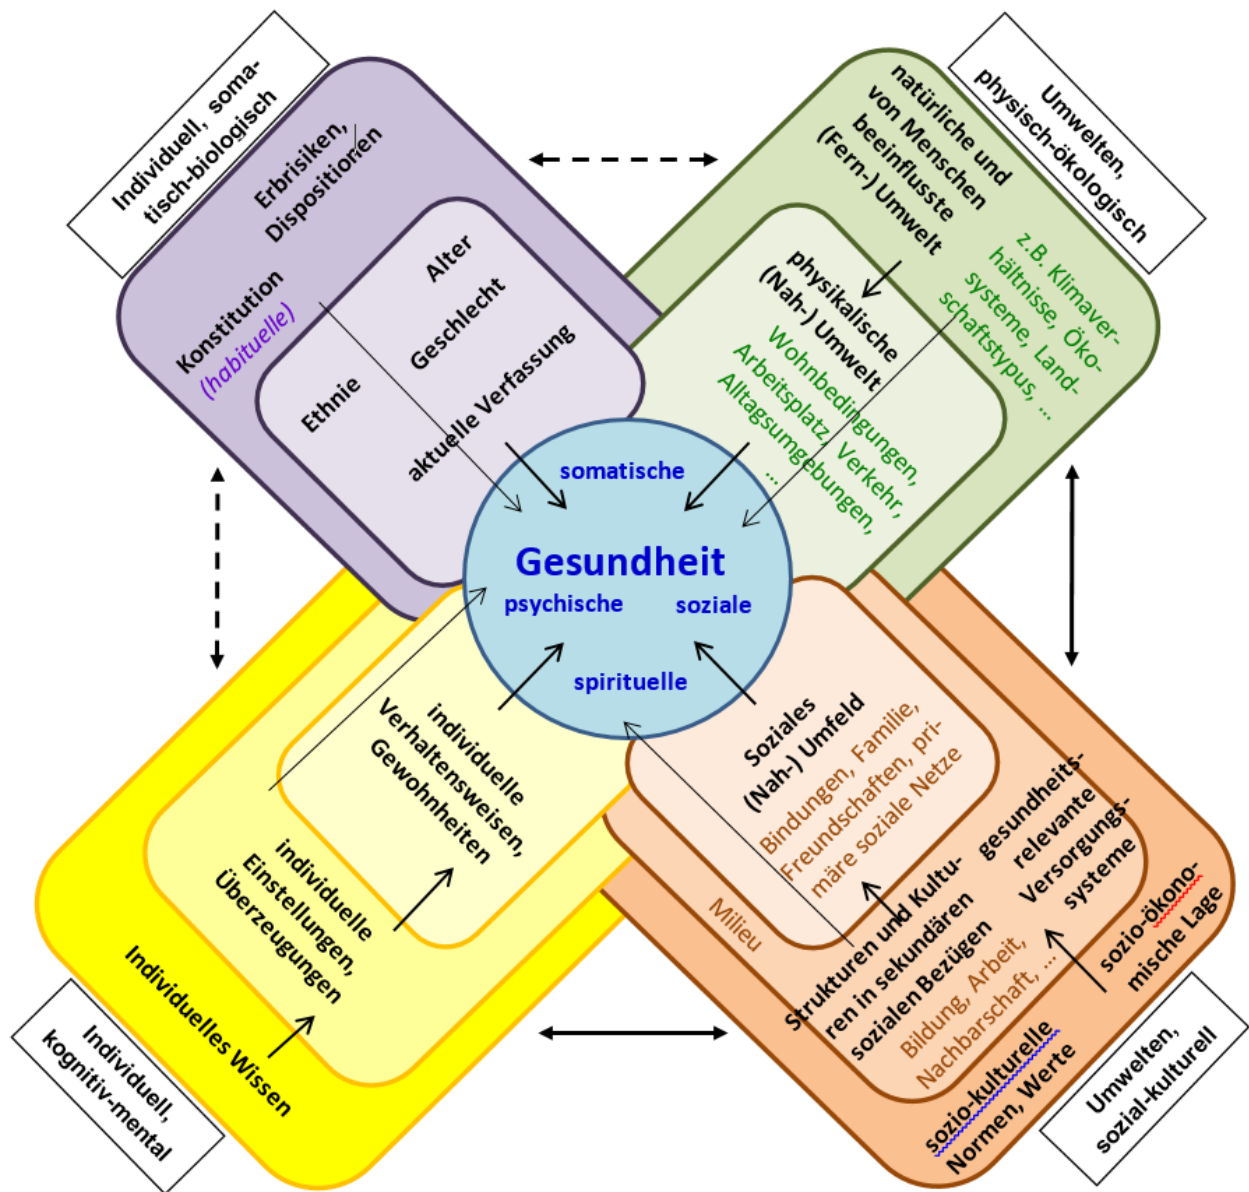 Individuell, soma-
tisch-biologisch
Erbrisiken,
Dispositionen
Konstitution
(habituelle)
Alter
Geschlecht
Ethnie
aktuelle Verfassung
Umwelten,
physisch-ökologisch
natürliche und
von Menschen
beeinflusste
(Fern-) Umwelt
z.B. Klimaver-
hältnisse, Öko-
systeme, Land-
schaftstypus, ...
physikalische
(Nah-) Umwelt
Wohnbedingungen,
Arbeitsplatz, Verkehr,
Alltagsumgebungen,
...
somatische
Gesundheit
psychische
soziale
spirituelle
individuelle
Verhaltensweisen,
Gewohnheiten
individuelle
Einstellungen,
Überzeugungen
Individuelles Wissen
Individuell,
kognitiv-mental
Soziales
(Nah-) Umfeld
Bindungen, Familie,
Freundschaften, pri-
märe soziale Netze
Milieu
Strukturen und Kultu-
ren in sekundären
sozialen Bezügen
Bildung, Arbeit,
Nachbarschaft, ...
gesundheits-
relevante
Versorgungs-
systeme
sozio-ökono-
mische Lage
sozio-kulturelle
Normen, Werte
Umwelten,
sozial-kulturell